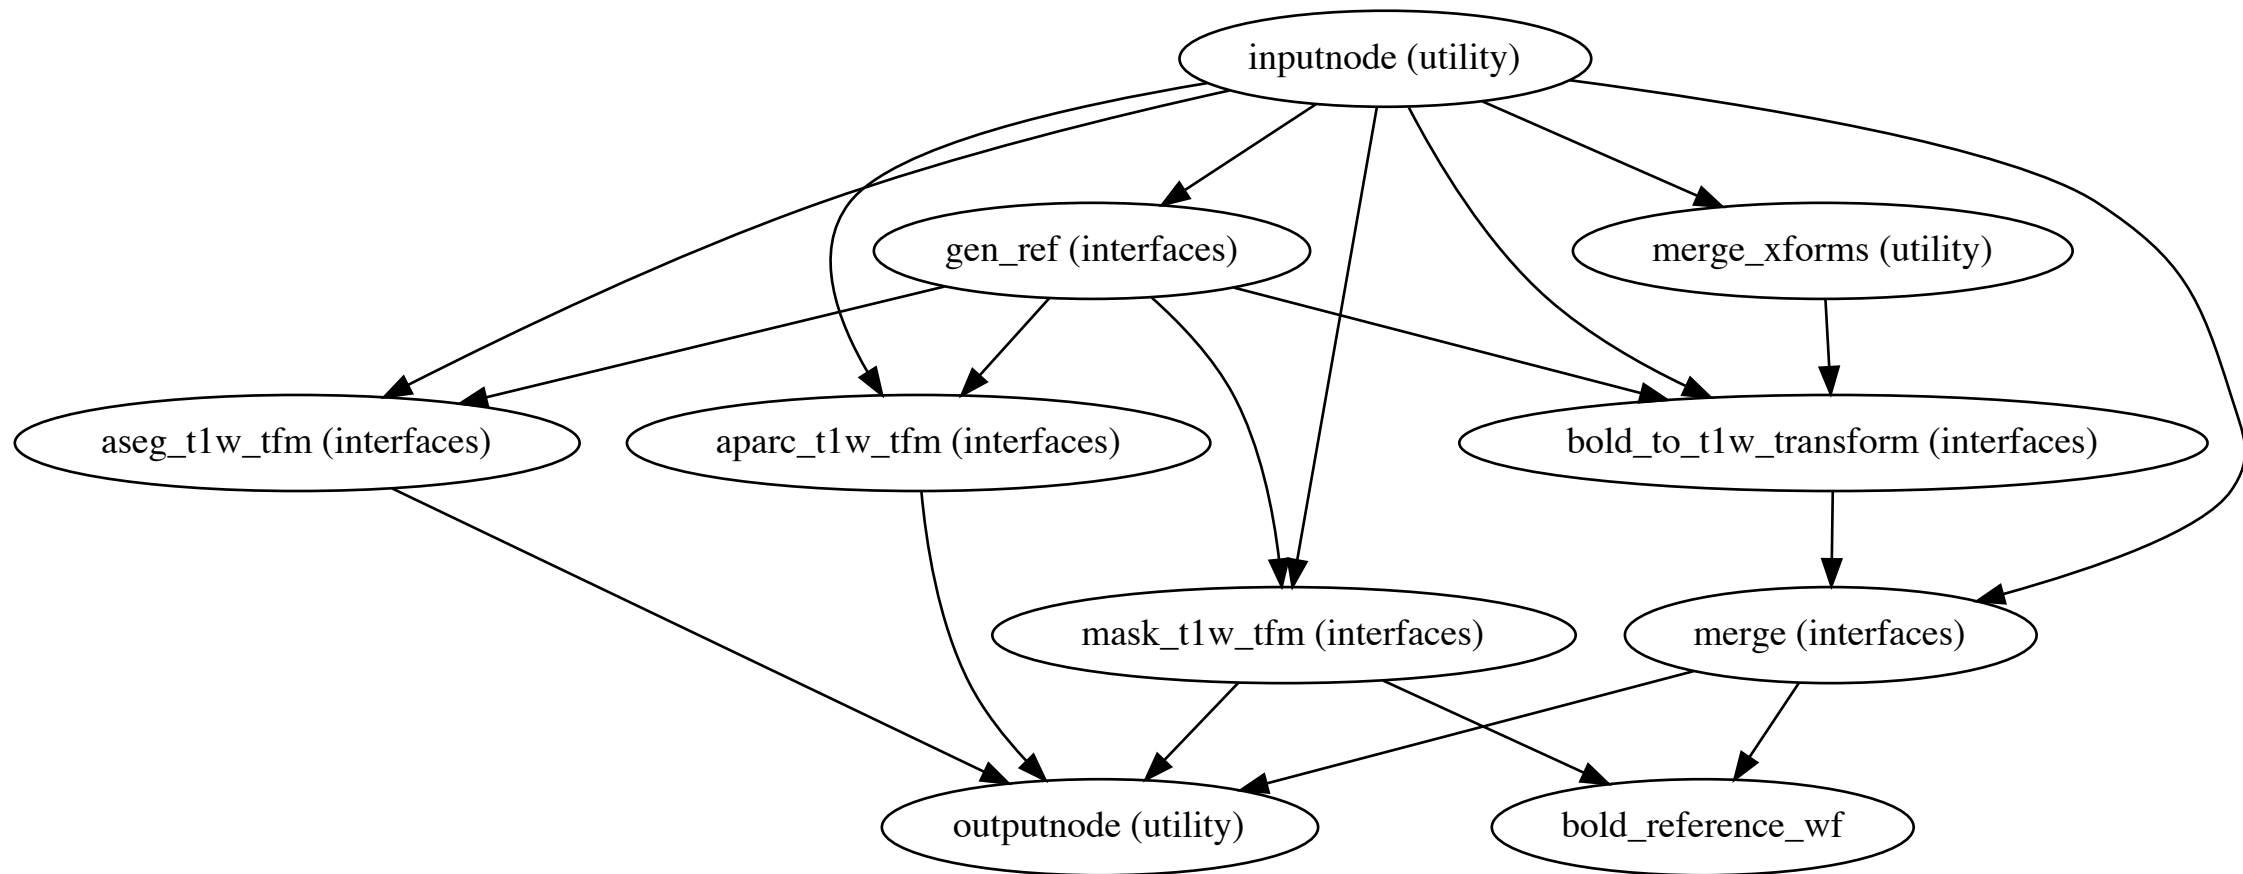 inputnode (utility)
gen_ref (interfaces)
merge_xforms (utility)
aseg_t1w_tfm (interfaces)
aparc_t1w_tfm (interfaces)
bold_to_t1w_transform (interfaces)
mask_t1w_tfm (interfaces)
merge (interfaces)
outputnode (utility)
bold_reference_wf